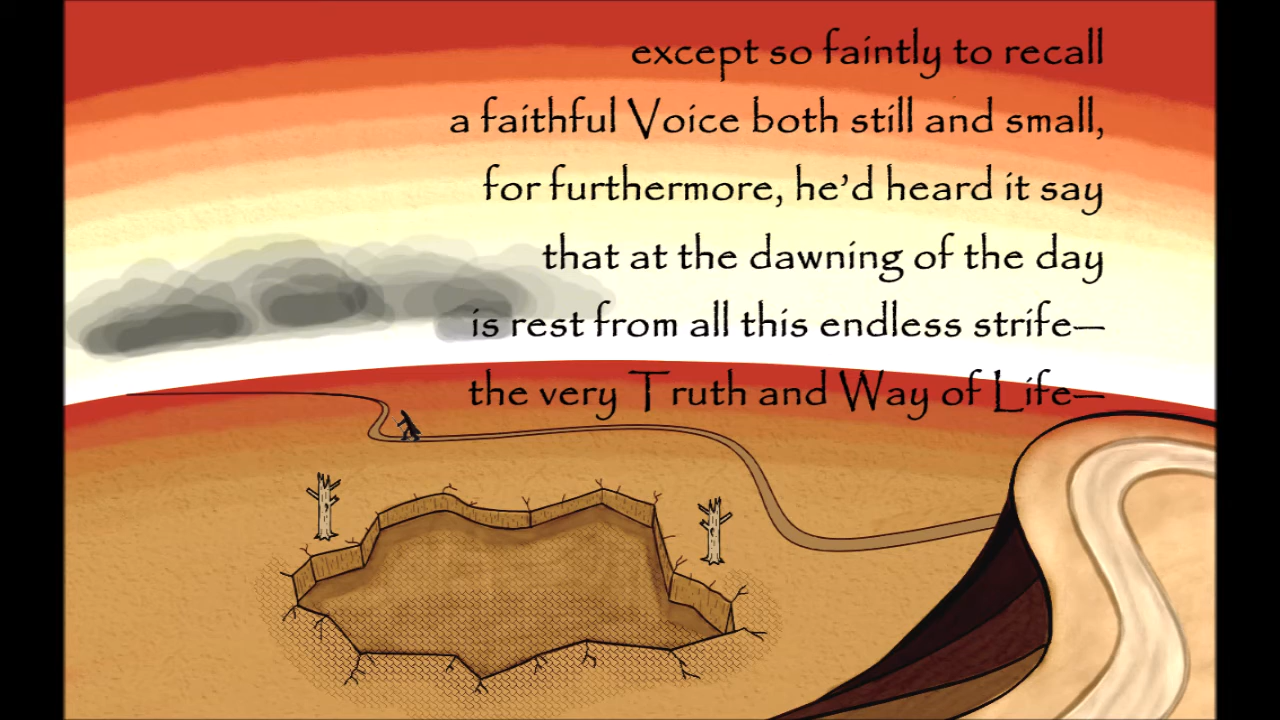 except so faintly to recall
a faithful Voice both still and small,
for furthermore, he’d heard it say
that at the dawning of the day
is rest from all this endless strife—
the very Truth and Way of Life—